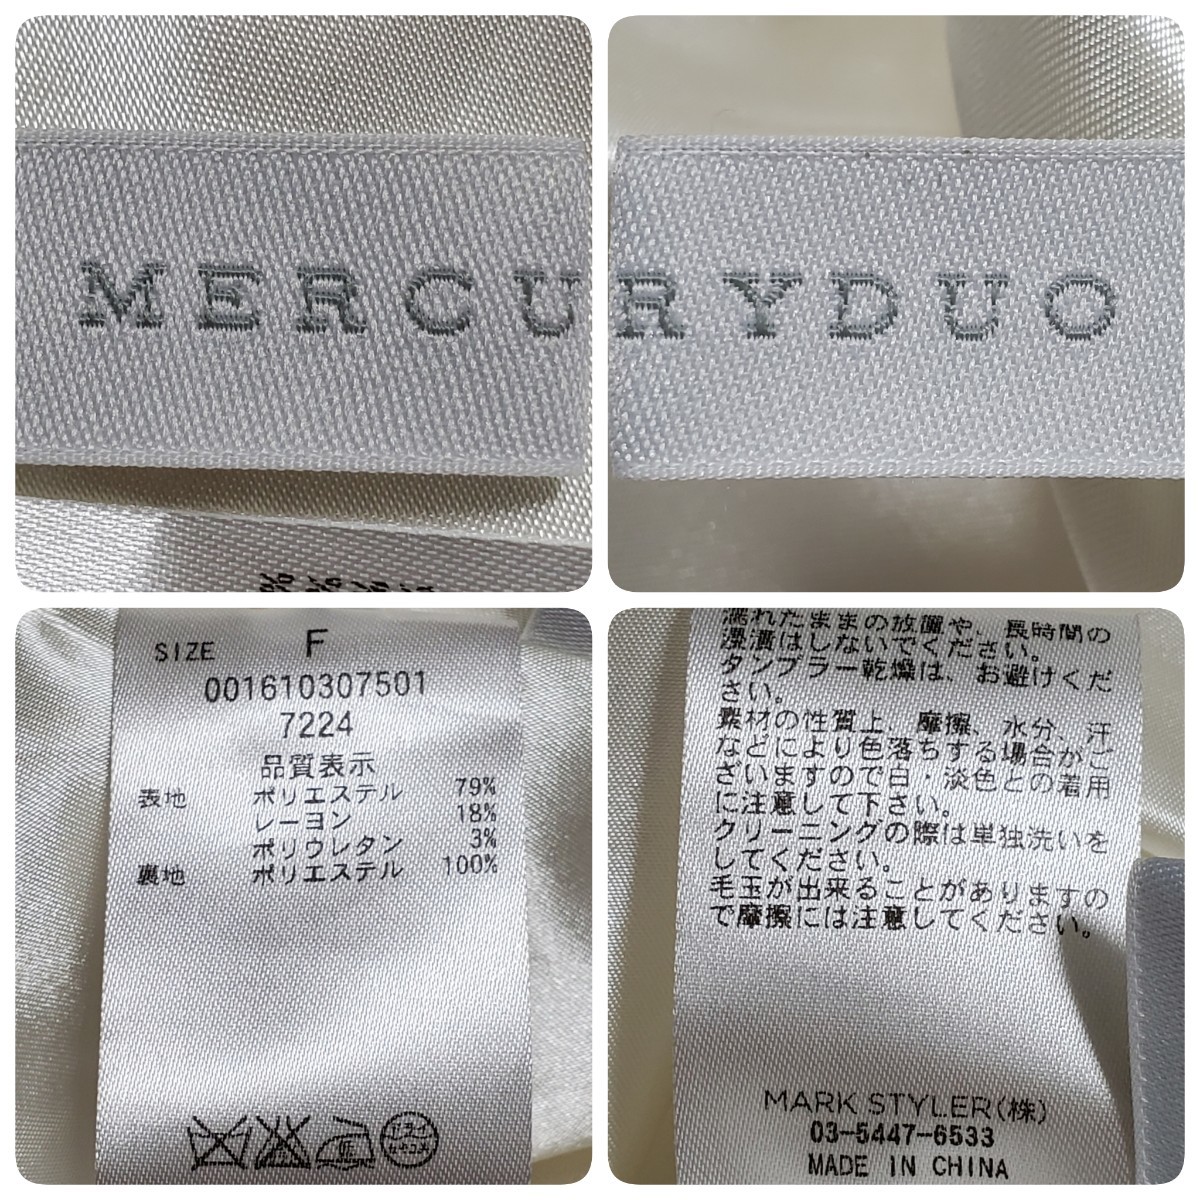 MERCU
RYDUO
SIZE F
001610307501
7224
品質表示
表地 ポリエステル 79%
レーヨン 18%
ポリウレタン 3%
裏地 ポリエステル 100%
ドライ
濡れたままの放置や、長時間の
浸漬はしないでください。
タンブラー乾燥は、お避けくだ
さい。
素材の性質上、摩擦、水分、汗
などにより色落ちする場合がご
ざいますので白・淡色との着用
に注意して下さい。
クリーニングの際は単独洗いを
してください。
毛玉が出来ることがありますの
で摩擦には注意してください。
MARK STYLER(株)
03-5447-6533
MADE IN CHINA